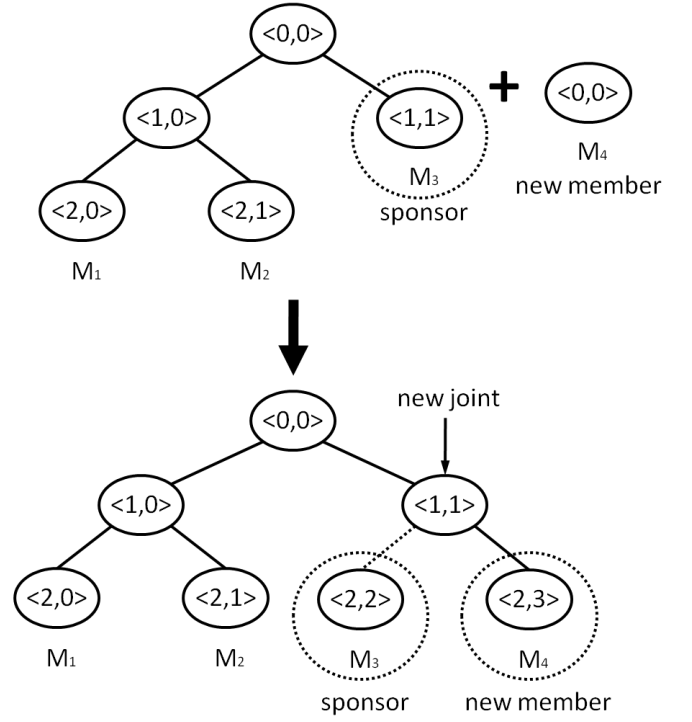 <0,0>
<1,0>
<1,1>
+
<0,0>
M3
sponsor
M4
new member
<2,0>
<2,1>
M1
M2
<0,0>
new joint
<1,0>
<1,1>
<2,0>
<2,1>
<2,2>
<2,3>
M1
M2
M3
M4
sponsor
new member